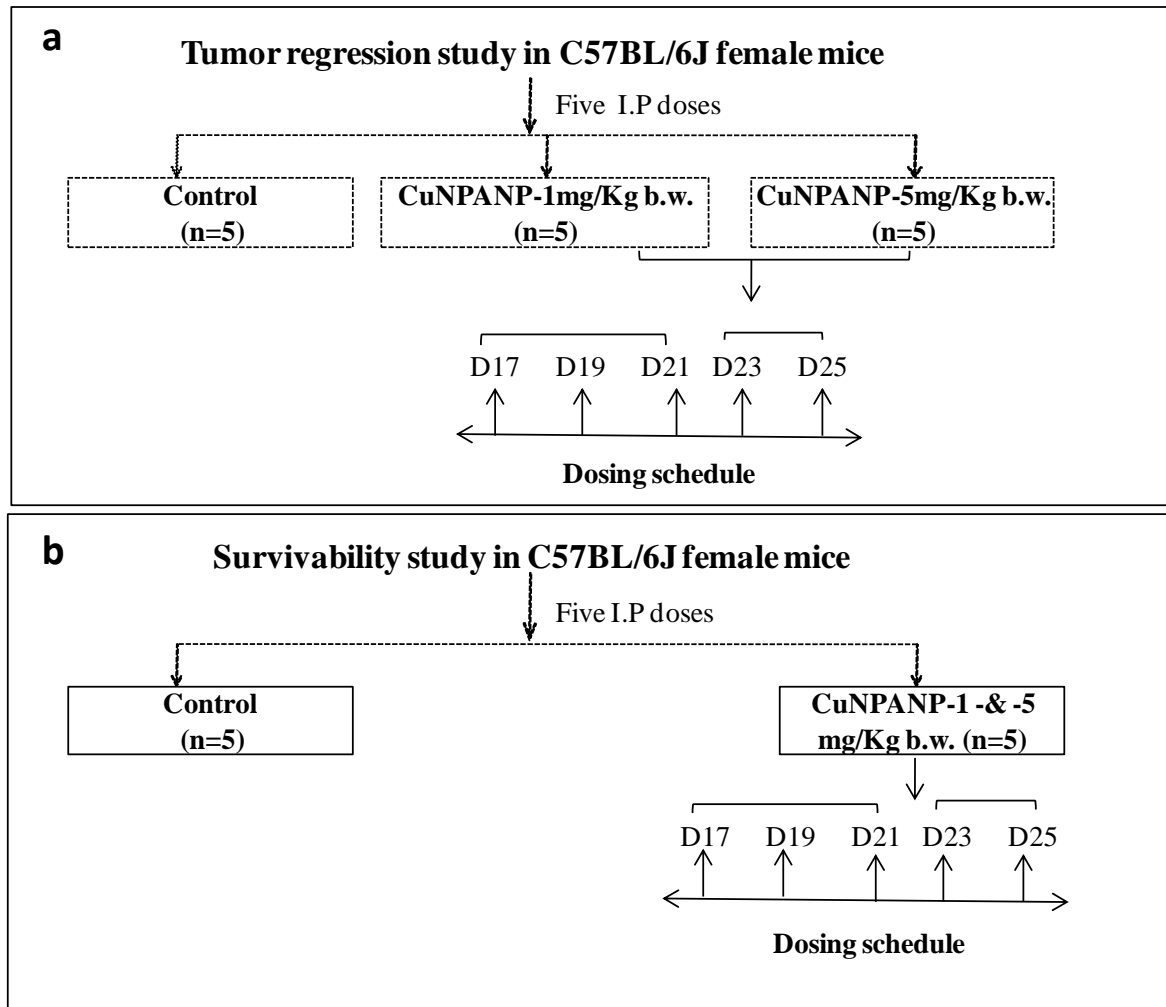 a
Tumor regression study in C57BL/6J female mice
Five I.P doses
Control
(n=5)
CuNPANP-1mg/Kg b.w.
(n=5)
CuNPANP-5mg/Kg b.w.
(n=5)
D17 D19 D21 D23 D25
Dosing schedule
b
Survivability study in C57BL/6J female mice
Five I.P doses
Control
(n=5)
CuNPANP-1 -& -5
mg/Kg b.w. (n=5)
D17 D19 D21 D23 D25
Dosing schedule